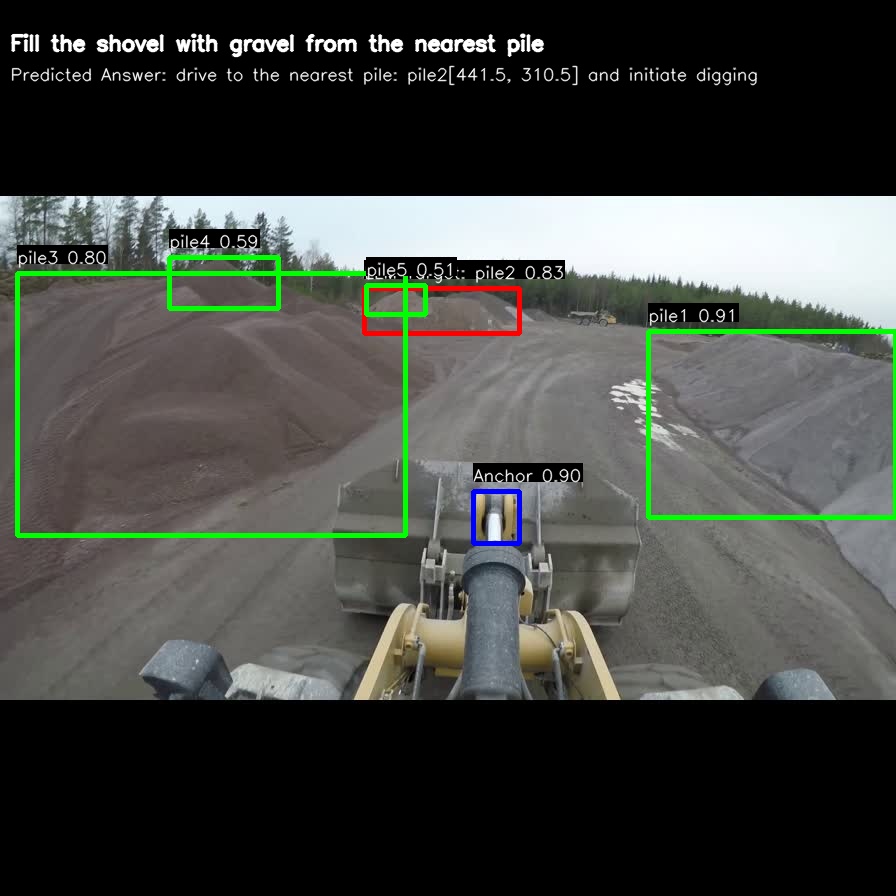 Fill the shovel with gravel from the nearest pile
Predicted Answer: drive to the nearest pile: pile2[441.5, 310.5] and initiate digging
pile4 0.59
pile3 0.80
pile5 0.51
pile2 0.83
pile1 0.91
Anchor 0.90